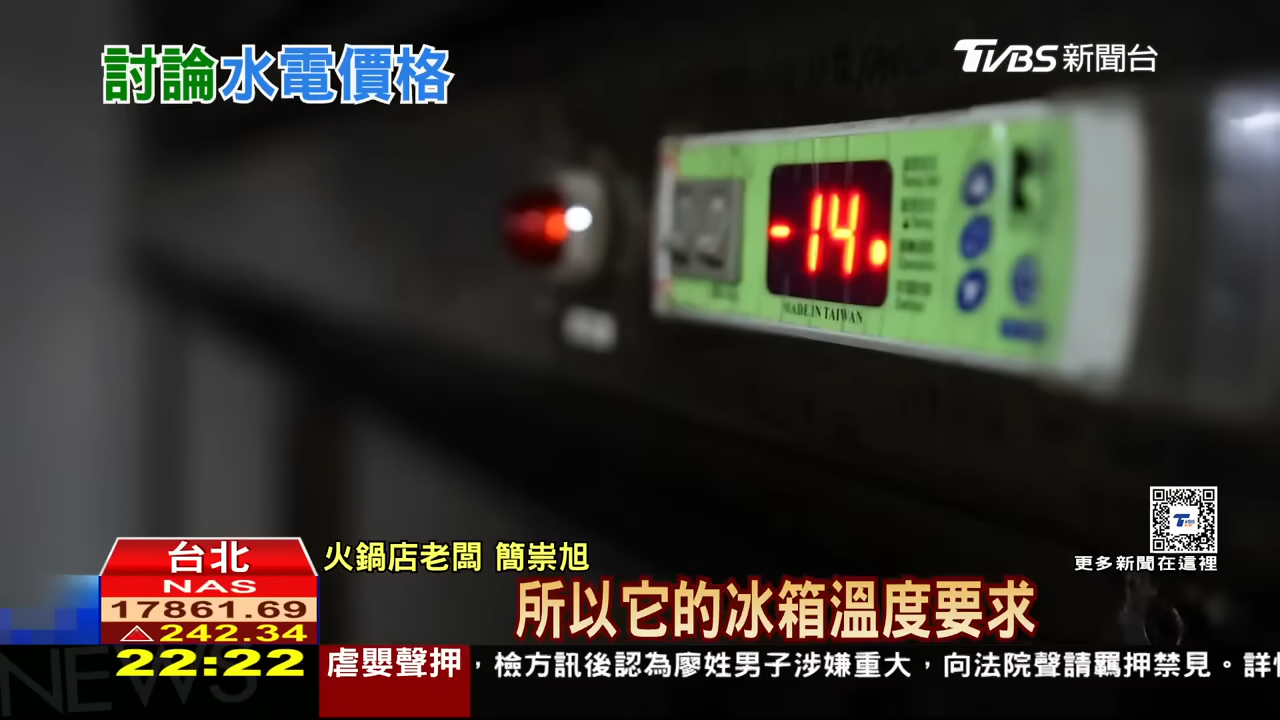 討論水電價格
TVBS新聞台
-14.
MADE IN TAIWAN
更多新聞在這裡
台北
火鍋店老闆 簡崇旭
NAS
17861.69
242.34
所以它的冰箱溫度要求
22:22
虐嬰聲押
,檢方訊後認為廖姓男子涉嫌重大,向法院聲請羈押禁見。詳
NEWS